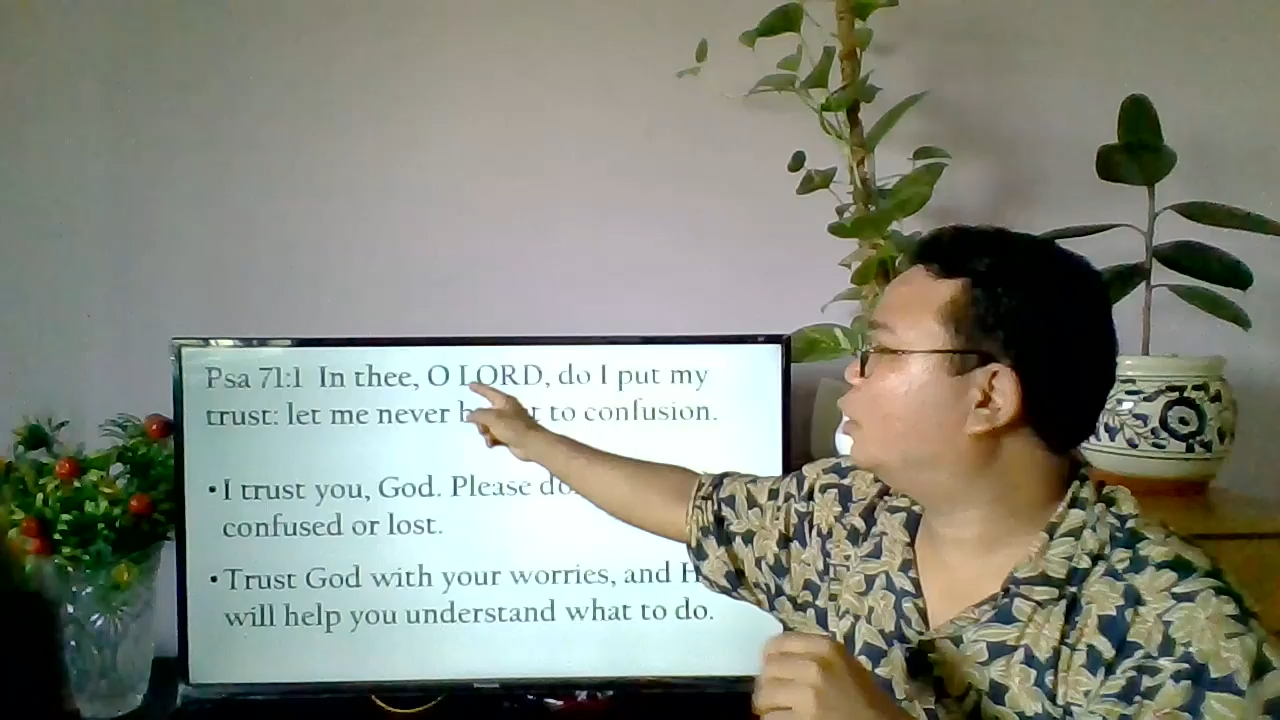 Psa 71:1 In thee, O LORD, do I put my
trust: let me never to confusion.
• I trust you, God. Please
confused or lost.
• Trust God with your worries, and
will help you understand what to do.